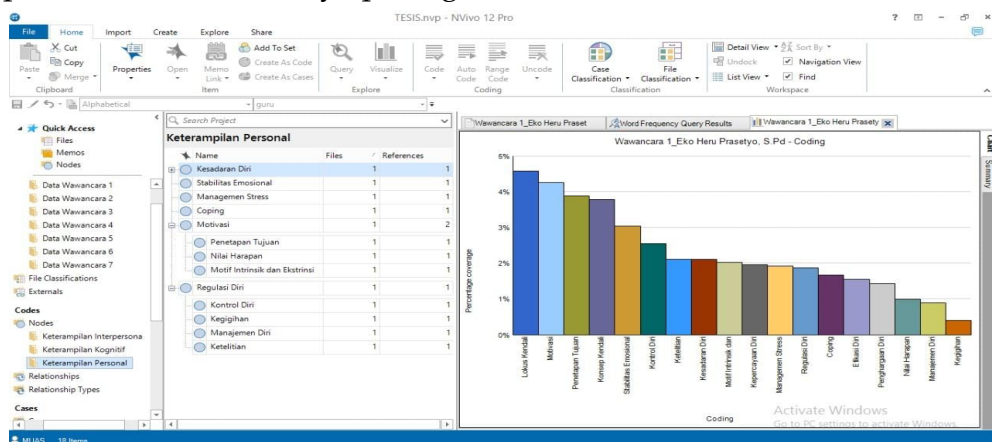 TESIS.nvp - NVivo 12 Pro
File Home Import Create Explore Share
Cut
Copy
Merge
Paste
Clipboard
Properties
Open
Memo Link
Add To Set
Create As Code
Create As Cases
Item
Query
Visualize
Explore
Code
Auto Code
Range Code
Uncode
Coding
Case Classification
File Classification
Classification
Detail View
Sort By
Undock
Navigation View
List View
Find
Workspace
Alphabetical
guru
Quick Access
Files
Memos
Nodes
Data Wawancara 1
Data Wawancara 2
Data Wawancara 3
Data Wawancara 4
Data Wawancara 5
Data Wawancara 6
Data Wawancara 7
File Classifications
Externals
Codes
Nodes
Keterampilan Interpersona
Keterampilan Kognitif
Keterampilan Personal
Relationships
Relationship Types
Cases
Search Project
Keterampilan Personal
Name Files References
Kesadaran Diri 1 1
Stabilitas Emosional 1 1
Managemen Stress 1 1
Coping 1 1
Motivasi 1 2
Penetapan Tujuan 1 1
Nilai Harapan 1 1
Motif Intrinsik dan Ekstrinsi 1 1
Regulasi Diri 1 1
Kontrol Diri 1 1
Kegigihan 1 1
Manajemen Diri 1 1
Ketelitian 1 1
Wawancara 1_Eko Heru Praset
Word Frequency Query Results
Wawancara 1_Eko Heru Prasety
Chart
Summary
Wawancara 1_Eko Heru Prasetyo, S.Pd - Coding
Percentage coverage
6%
4%
3%
2%
1%
0%
Lokus Kendali
Motivasi
Penetapan Tujuan
Konsep Kendali
Stabilitas Emosional
Kontrol Diri
Ketelitian
Kesadaran Diri
Motif Intrinsik dan
Kepercayaan Diri
Managemen Stress
Regulasi Diri
Coping
Efikasi Diri
Penghargaan Diri
Nilai Harapan
Manajemen Diri
Kegigihan
Coding
Activate Windows
Go to PC settings to activate Windows.
MUAS 18 Items